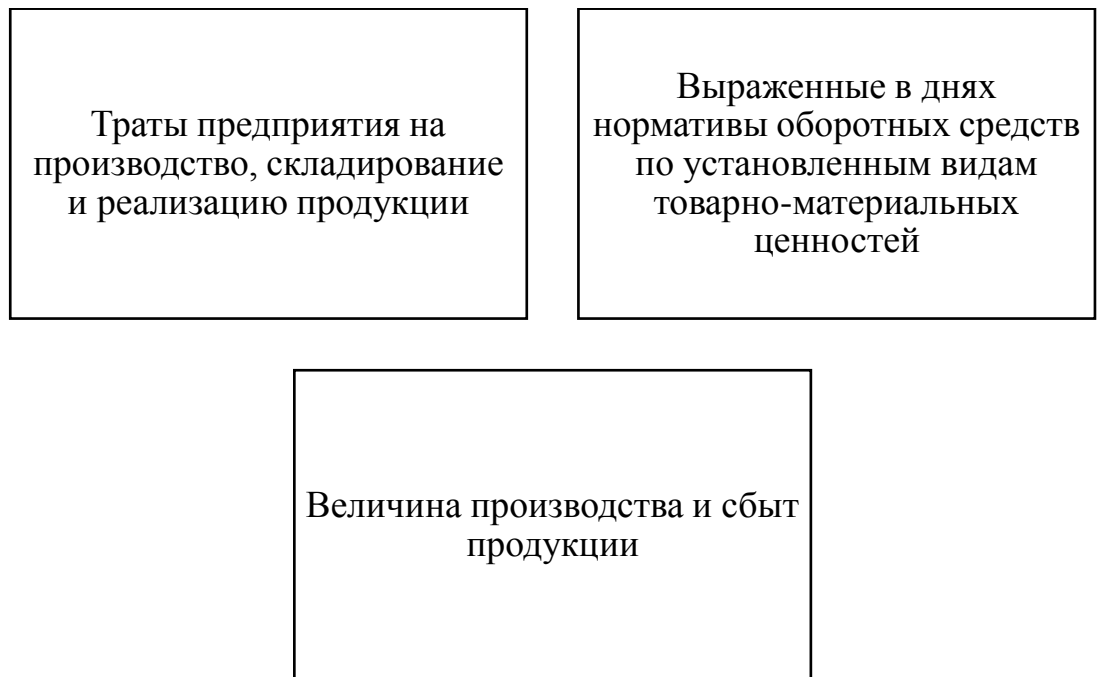 Траты предприятия на
производство, складирование
и реализацию продукции
Выраженные в днях
нормативы оборотных средств
по установленным видам
товарно-материальных
ценностей
Величина производства и сбыт
продукции